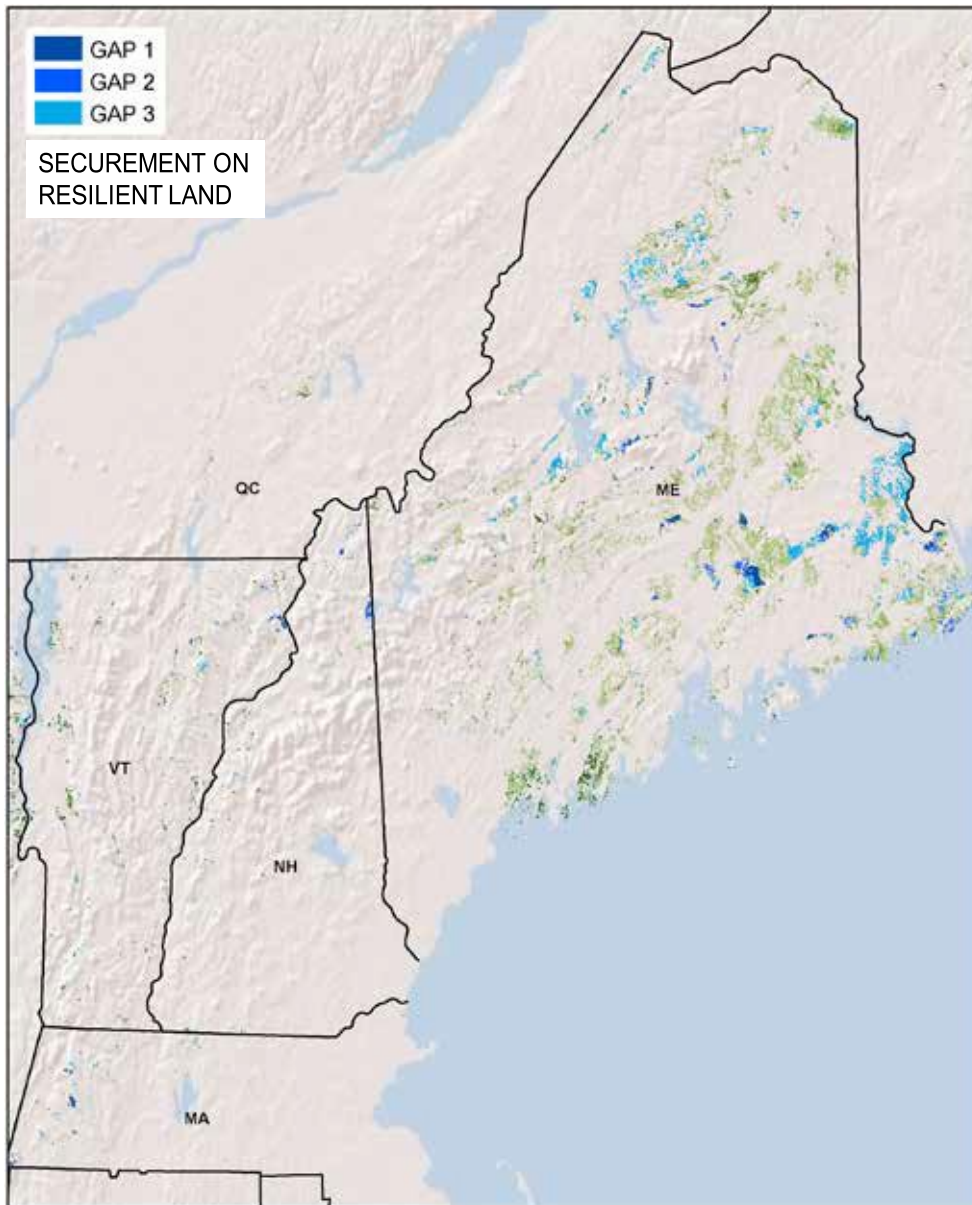 GAP 1
GAP 2
GAP 3
SECUREMENT ON
RESILIENT LAND
QC
ME
VT
NH
MA